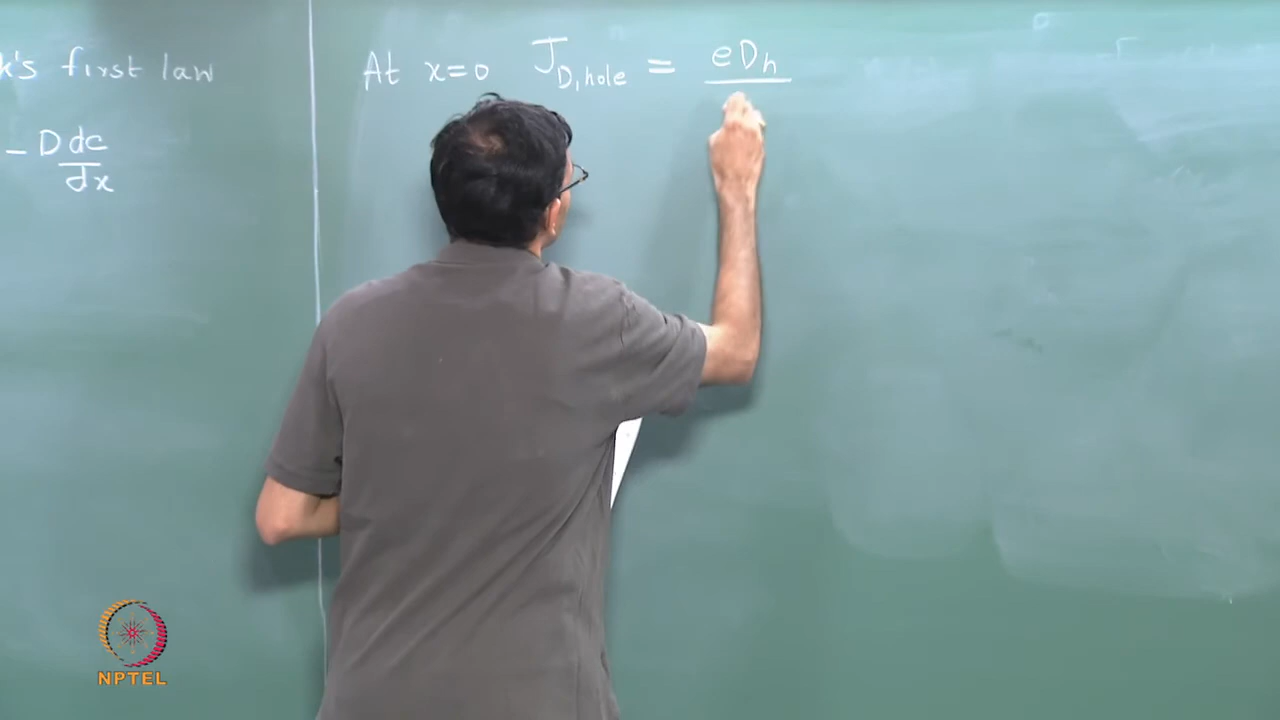 k's first law
- D dc
dx
At x=0 J_D,hole = eD_h
NPTEL